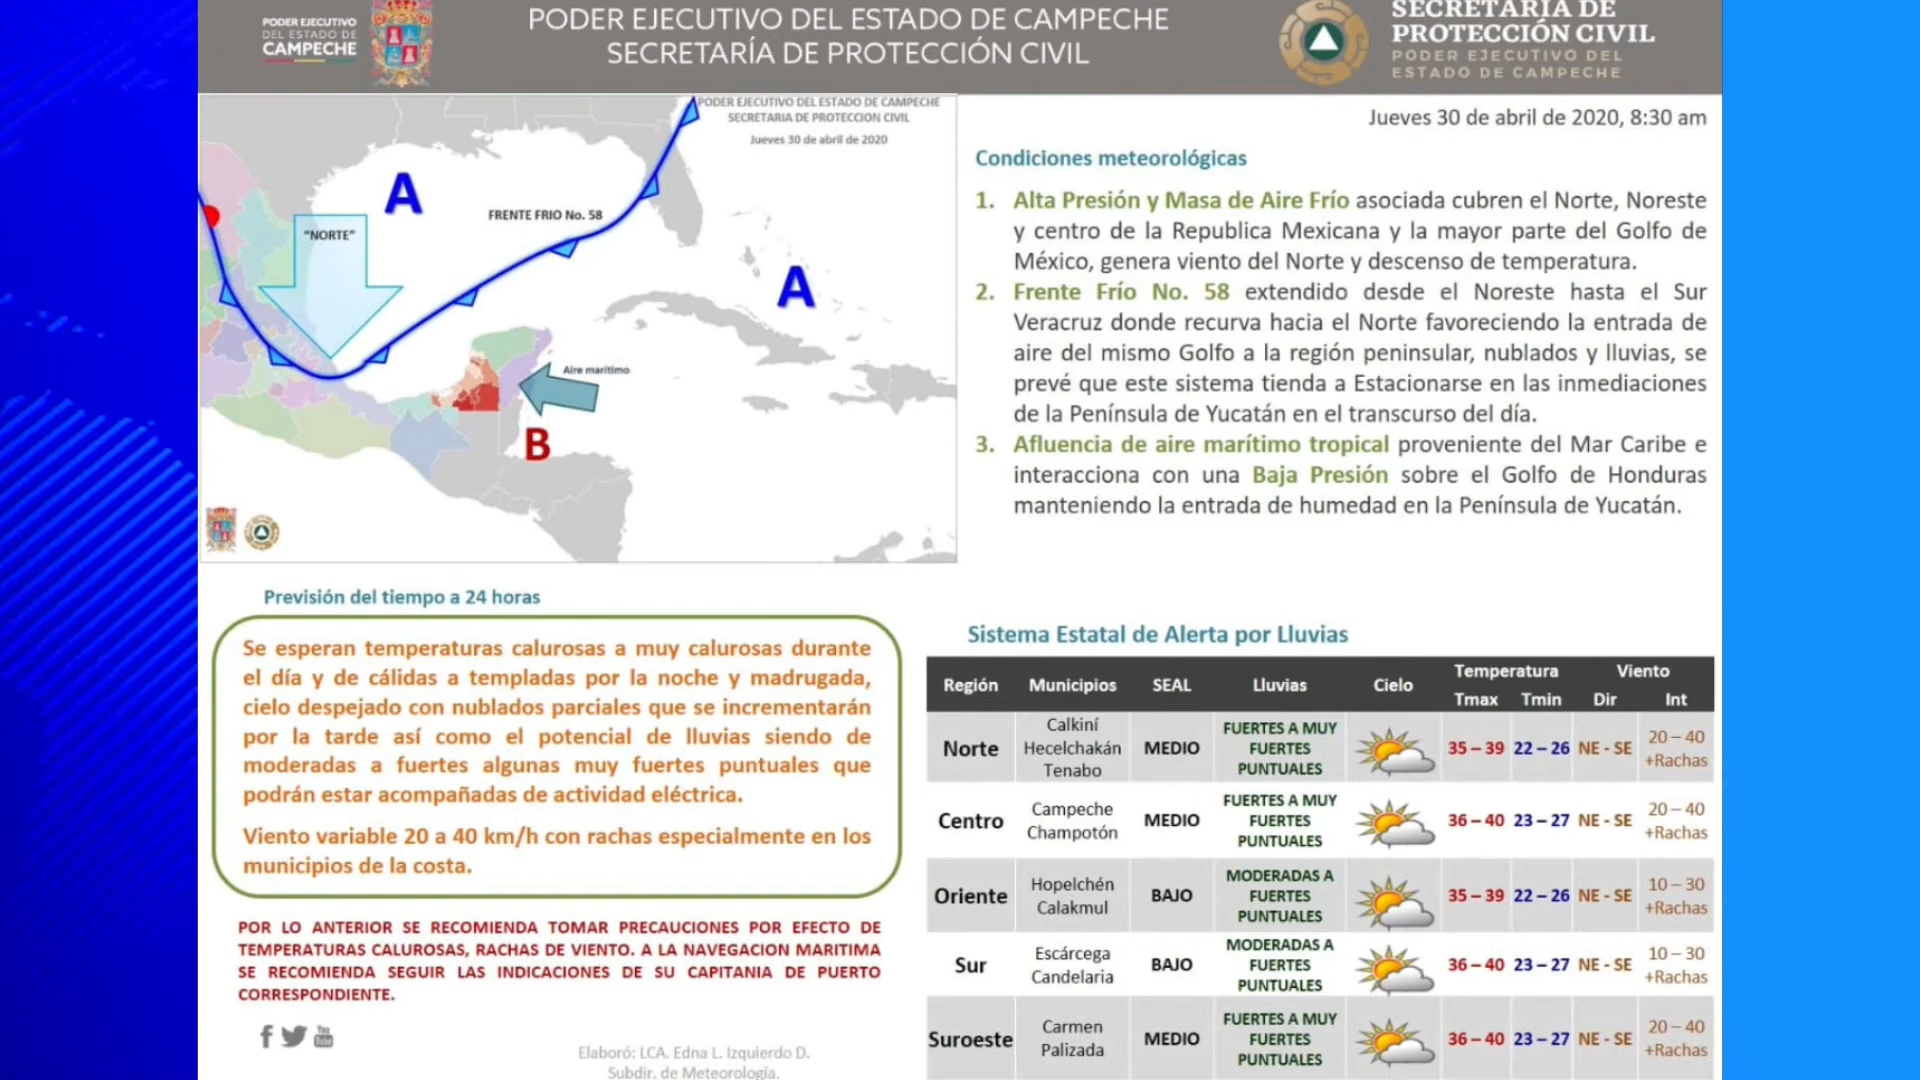 PODER EJECUTIVO
DEL ESTADO DE
CAMPECHE
PODER EJECUTIVO DEL ESTADO DE CAMPECHE
SECRETARÍA DE PROTECCIÓN CIVIL
SECRETARÍA DE
PROTECCIÓN CIVIL
PODER EJECUTIVO DEL
ESTADO DE CAMPECHE
PODER EJECUTIVO DEL ESTADO DE CAMPECHE
SECRETARIA DE PROTECCION CIVIL
Jueves 30 de abril de 2020
A
FRENTE FRIO No. 58
"NORTE"
A
Aire marítimo
B
Jueves 30 de abril de 2020, 8:30 am
Condiciones meteorológicas
1. Alta Presión y Masa de Aire Frío asociada cubren el Norte, Noreste
y centro de la Republica Mexicana y la mayor parte del Golfo de
México, genera viento del Norte y descenso de temperatura.
2. Frente Frío No. 58 extendido desde el Noreste hasta el Sur
Veracruz donde recurva hacia el Norte favoreciendo la entrada de
aire del mismo Golfo a la región peninsular, nublados y lluvias, se
prevé que este sistema tienda a Estacionarse en las inmediaciones
de la Península de Yucatán en el transcurso del día.
3. Afluencia de aire marítimo tropical proveniente del Mar Caribe e
interacciona con una Baja Presión sobre el Golfo de Honduras
manteniendo la entrada de humedad en la Península de Yucatán.
Previsión del tiempo a 24 horas
Se esperan temperaturas calurosas a muy calurosas durante
el día y de cálidas a templadas por la noche y madrugada,
cielo despejado con nublados parciales que se incrementarán
por la tarde así como el potencial de lluvias siendo de
moderadas a fuertes algunas muy fuertes puntuales que
podrán estar acompañadas de actividad eléctrica.
Viento variable 20 a 40 km/h con rachas especialmente en los
municipios de la costa.
POR LO ANTERIOR SE RECOMIENDA TOMAR PRECAUCIONES POR EFECTO DE
TEMPERATURAS CALUROSAS, RACHAS DE VIENTO. A LA NAVEGACION MARITIMA
SE RECOMIENDA SEGUIR LAS INDICACIONES DE SU CAPITANIA DE PUERTO
CORRESPONDIENTE.
You Tube
Elaboró: LCA. Edna L. Izquierdo D.
Subdir. de Meteorología.
Sistema Estatal de Alerta por Lluvias
Región Municipios SEAL Lluvias Cielo Temperatura Viento
Tmax Tmin Dir Int
Norte Calkiní Hecelchakán Tenabo MEDIO FUERTES A MUY FUERTES PUNTUALES 35 – 39 22 – 26 NE - SE 20 – 40 +Rachas
Centro Campeche Champotón MEDIO FUERTES A MUY FUERTES PUNTUALES 36 – 40 23 – 27 NE - SE 20 – 40 +Rachas
Oriente Hopelchén Calakmul BAJO MODERADAS A FUERTES PUNTUALES 35 – 39 22 – 26 NE - SE 10 – 30 +Rachas
Sur Escárcega Candelaria BAJO MODERADAS A FUERTES PUNTUALES 36 – 40 23 – 27 NE - SE 10 – 30 +Rachas
Suroeste Carmen Palizada MEDIO FUERTES A MUY FUERTES PUNTUALES 36 – 40 23 – 27 NE - SE 20 – 40 +Rachas